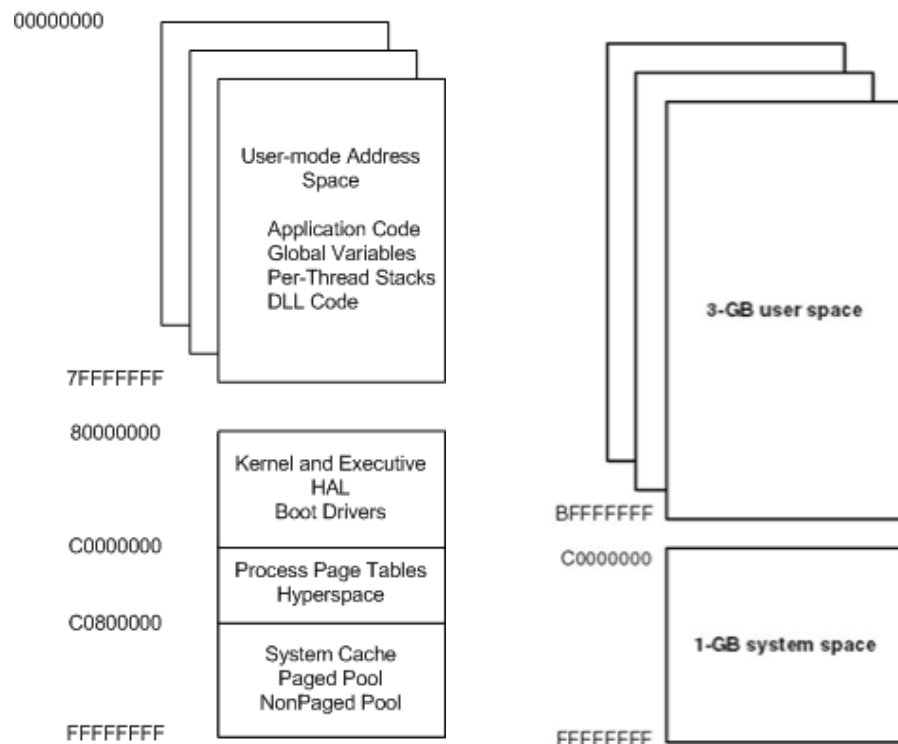 00000000
User-mode Address
Space
Application Code
Global Variables
Per-Thread Stacks
DLL Code
7FFFFFFF
80000000
Kernel and Executive
HAL
Boot Drivers
C0000000
Process Page Tables
Hyperspace
C0800000
System Cache
Paged Pool
NonPaged Pool
FFFFFFFF
3-GB user space
BFFFFFFF
C0000000
1-GB system space
FFFFFFFF